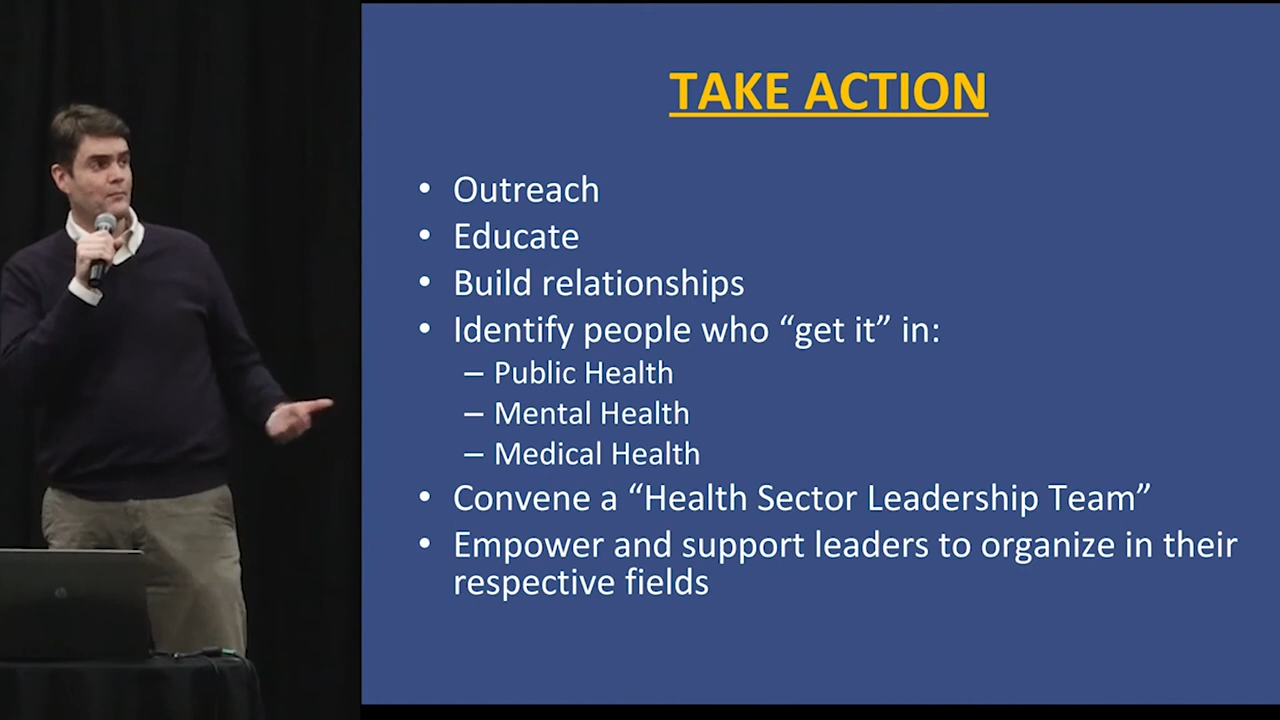 TAKE ACTION
• Outreach
• Educate
• Build relationships
• Identify people who “get it” in:
– Public Health
– Mental Health
– Medical Health
• Convene a “Health Sector Leadership Team”
• Empower and support leaders to organize in their
respective fields